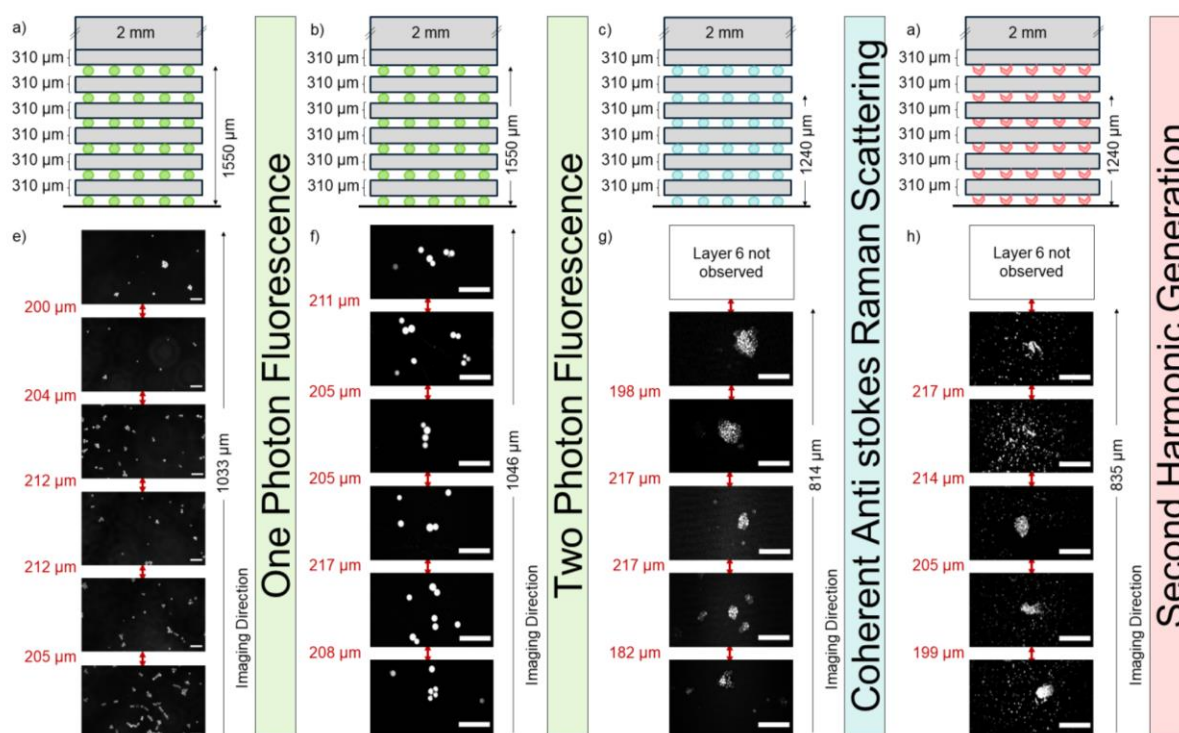 a)
2 mm
310 µm
310 µm
310 µm
310 µm
310 µm
310 µm
1550 µm
b)
2 mm
310 µm
310 µm
310 µm
310 µm
310 µm
310 µm
1550 µm
c)
2 mm
310 µm
310 µm
310 µm
310 µm
310 µm
310 µm
1240 µm
a)
2 mm
310 µm
310 µm
310 µm
310 µm
310 µm
310 µm
1240 µm
e)
200 µm
204 µm
212 µm
212 µm
205 µm
1033 µm
Imaging Direction
One Photon Fluorescence
f)
211 µm
205 µm
205 µm
217 µm
208 µm
1046 µm
Imaging Direction
Two Photon Fluorescence
g)
Layer 6 not
observed
198 µm
217 µm
217 µm
182 µm
814 µm
Imaging Direction
Coherent Anti stokes Raman Scattering
h)
Layer 6 not
observed
217 µm
214 µm
205 µm
199 µm
835 µm
Imaging Direction
Second Harmonic Generation